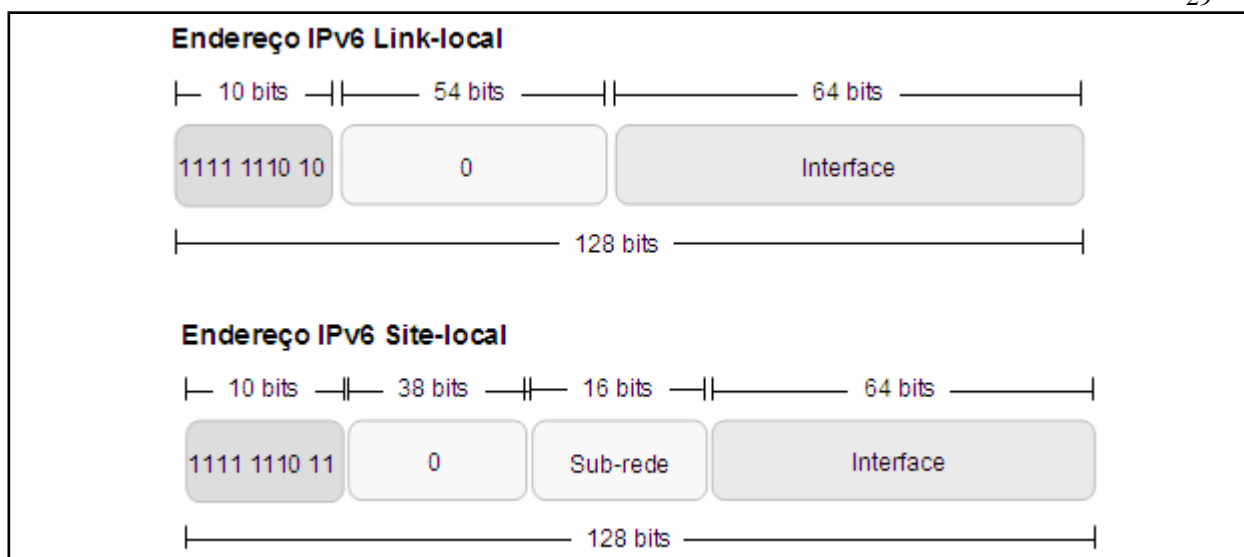 Endereço IPv6 Link-local
10 bits 54 bits 64 bits
1111 1110 10 0 Interface
128 bits
Endereço IPv6 Site-local
10 bits 38 bits 16 bits 64 bits
1111 1110 11 0 Sub-rede Interface
128 bits